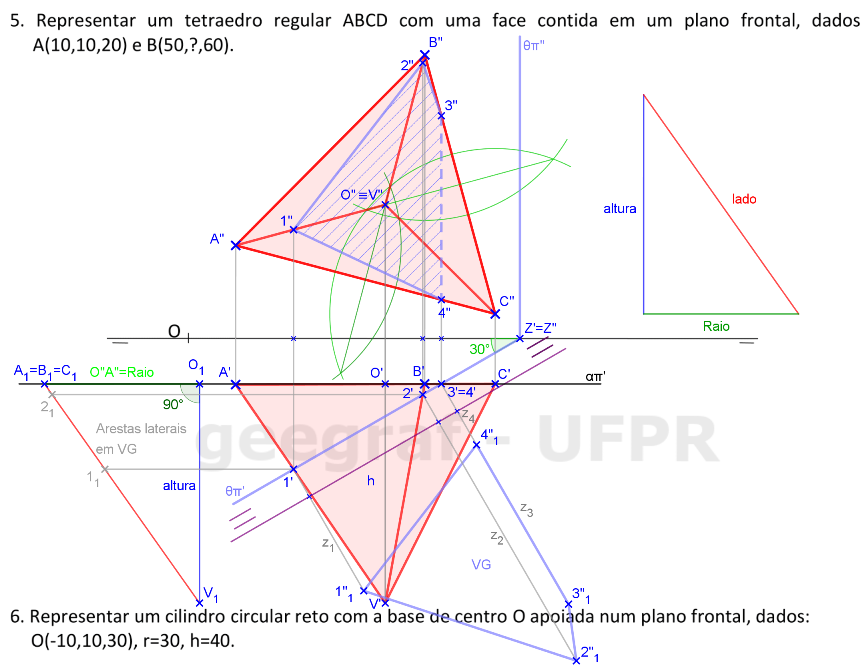 5. Representar um tetraedro regular ABCD com uma face contida em um plano frontal, dados
A(10,10,20) e B(50,?,60).
B"
θπ"
2"
3"
O"≡V"
lado
altura
1"
A"
C"
4"
Raio
O
Z'=Z"
30°
A₁=B₁=C₁
O"A"=Raio
O₁
A'
O'
B'
C'
απ'
2'
3'=4'
2₁
90°
z₄
Arestas laterais
em VG
geegraf - UFPR
4"₁
1₁
altura
θπ'
1'
h
z₃
z₂
z₁
VG
1"₁
V₁
V'
3"₁
6. Representar um cilindro circular reto com a base de centro O apoiada num plano frontal, dados:
O(-10,10,30), r=30, h=40.
2"₁